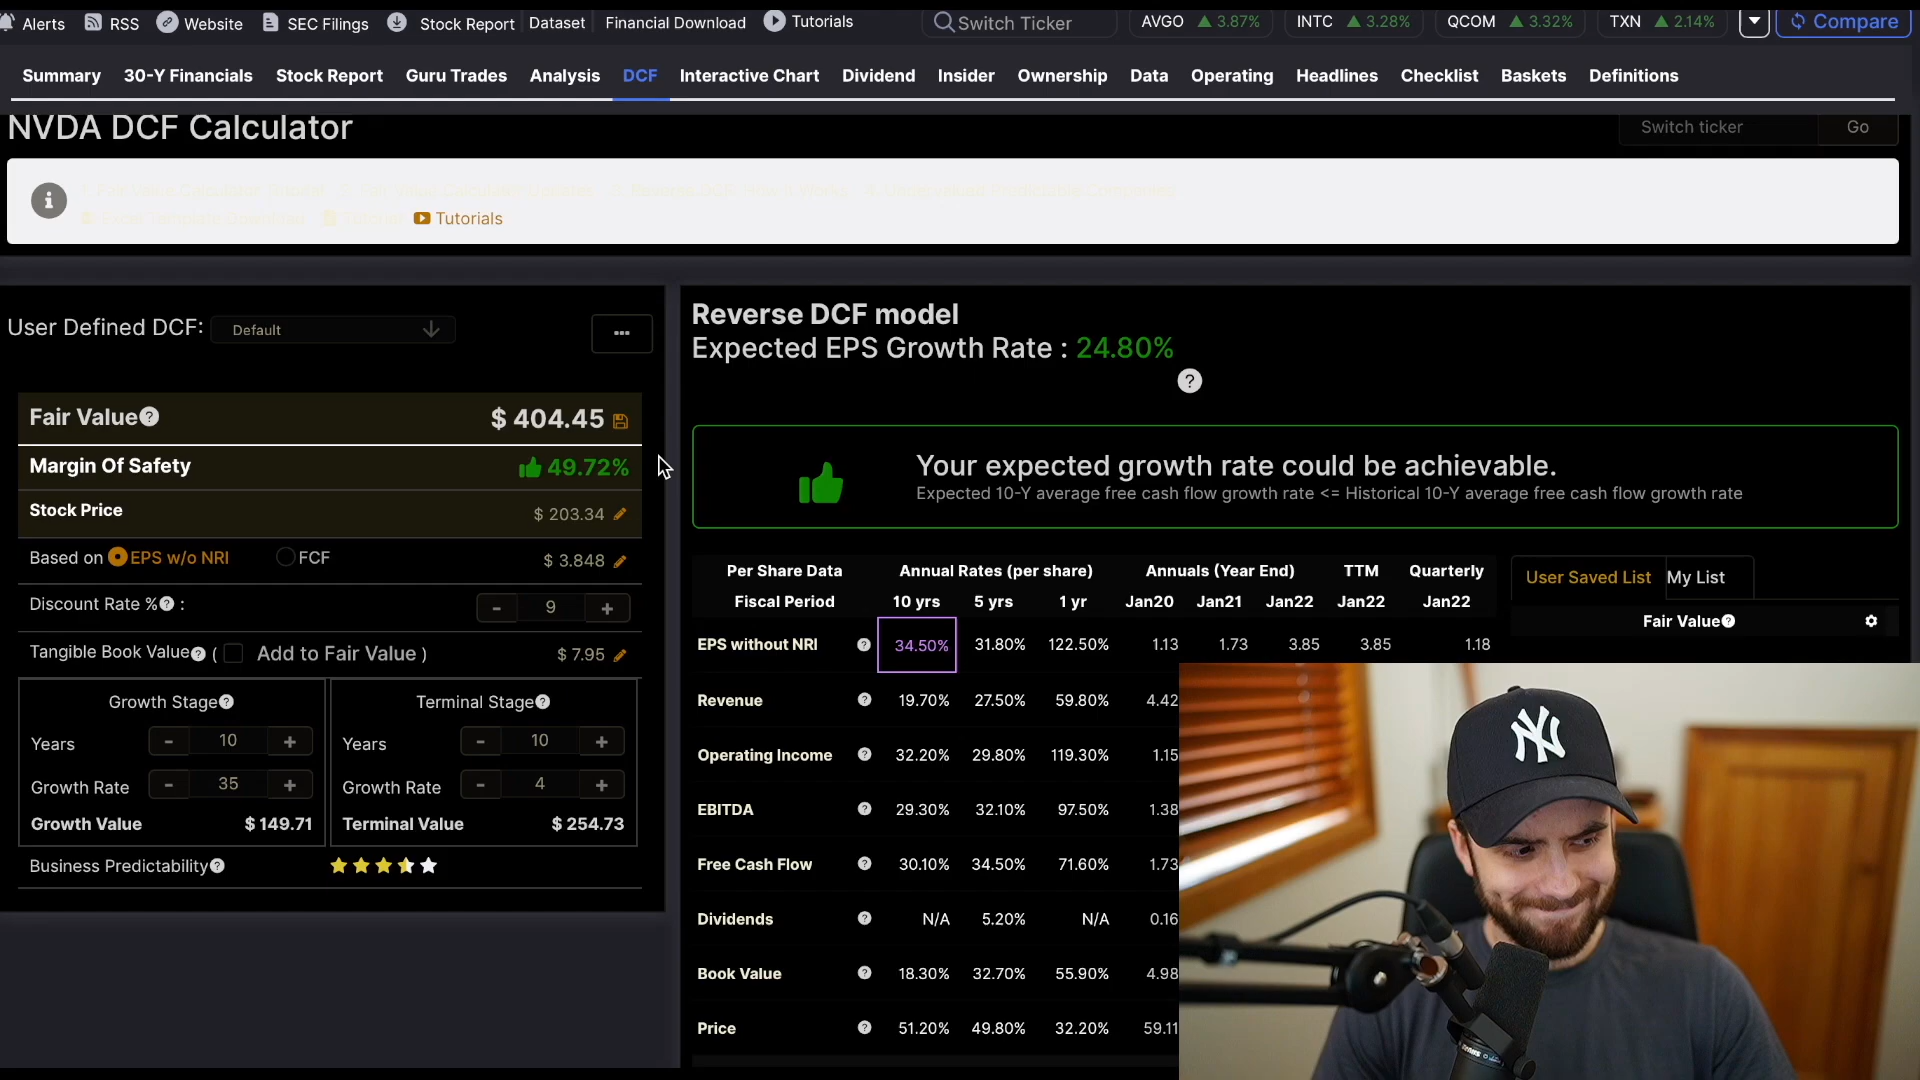 Alerts RSS Website SEC Filings Stock Report Dataset Financial Download Tutorials Switch Ticker AVGO 3.87% INTC 3.28% QCOM 3.32% TXN 2.14% Compare
Summary 30-Y Financials Stock Report Guru Trades Analysis DCF Interactive Chart Dividend Insider Ownership Data Operating Headlines Checklist Baskets Definitions
NVDA DCF Calculator Switch ticker Go
Tutorials
User Defined DCF: Default ...
Fair Value $ 404.45
Margin Of Safety 49.72%
Stock Price $ 203.34
Based on EPS w/o NRI FCF $ 3.848
Discount Rate % : - 9 +
Tangible Book Value ( Add to Fair Value ) $ 7.95
Growth Stage Terminal Stage
Years - 10 + Years - 10 +
Growth Rate - 35 + Growth Rate - 4 +
Growth Value $ 149.71 Terminal Value $ 254.73
Business Predictability
Reverse DCF model
Expected EPS Growth Rate : 24.80%
Your expected growth rate could be achievable.
Expected 10-Y average free cash flow growth rate <= Historical 10-Y average free cash flow growth rate
Per Share Data Annual Rates (per share) Annuals (Year End) TTM Quarterly
Fiscal Period 10 yrs 5 yrs 1 yr Jan20 Jan21 Jan22 Jan22 Jan22
EPS without NRI 34.50% 31.80% 122.50% 1.13 1.73 3.85 3.85 1.18
Revenue 19.70% 27.50% 59.80% 4.42
Operating Income 32.20% 29.80% 119.30% 1.15
EBITDA 29.30% 32.10% 97.50% 1.38
Free Cash Flow 30.10% 34.50% 71.60% 1.73
Dividends N/A 5.20% N/A 0.16
Book Value 18.30% 32.70% 55.90% 4.98
Price 51.20% 49.80% 32.20% 59.11
User Saved List My List
Fair Value
NY